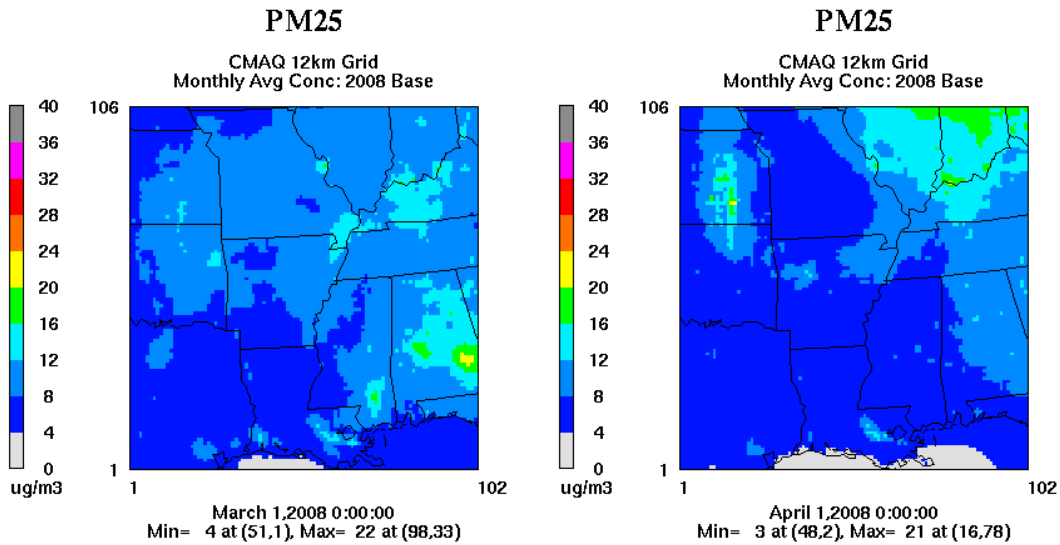 PM25
CMAQ 12km Grid
Monthly Avg Conc: 2008 Base
40
36
32
28
24
20
16
12
8
4
0
ug/m3
106
1
1
102
March 1,2008 0:00:00
Min= 4 at (51,1), Max= 22 at (98,33)
PM25
CMAQ 12km Grid
Monthly Avg Conc: 2008 Base
40
36
32
28
24
20
16
12
8
4
0
ug/m3
106
1
1
102
April 1,2008 0:00:00
Min= 3 at (48,2), Max= 21 at (16,78)